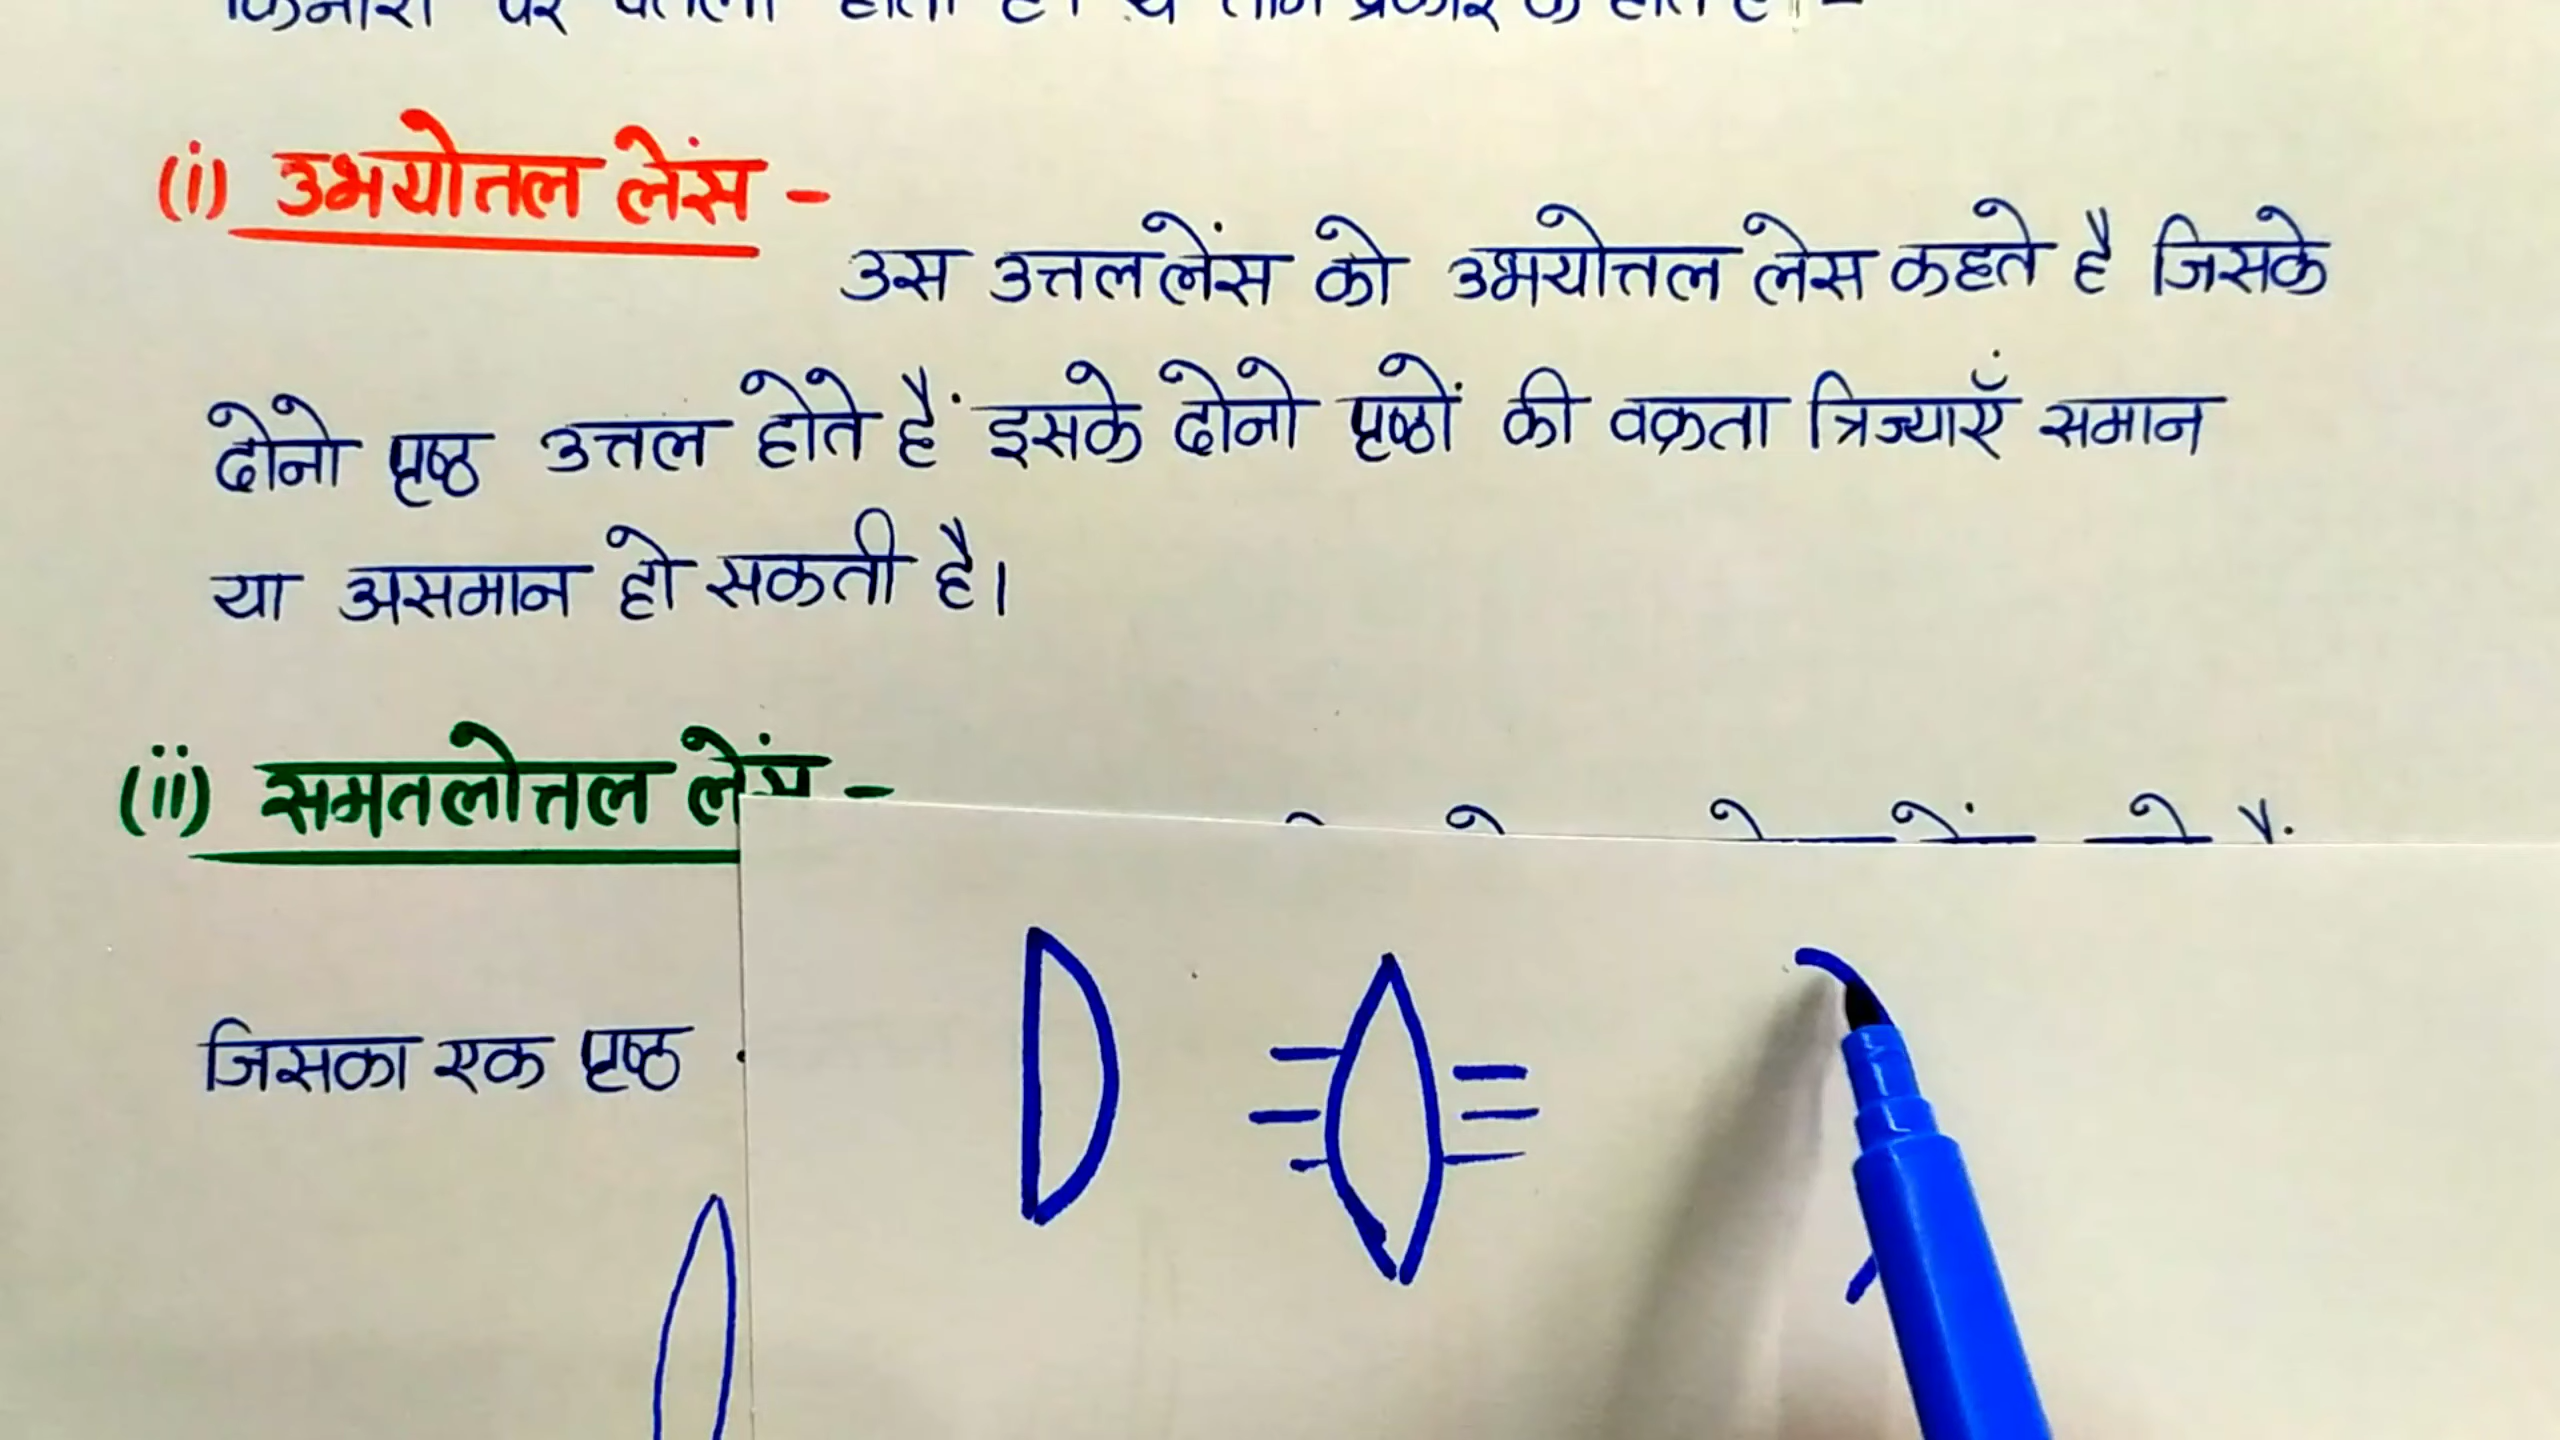 (i) उभयोतल लेंस -
उस उत्तल लेंस को उभयोत्तल लेस कहते है जिसके
दोनो पृष्ठ उत्तल होते हैं इसके दोनो पृष्ठों की वक्रता त्रिज्याएँ समान
या असमान हो सकती है।
(ii) समतलोत्तल लेंस -
जिसका एक पृष्ठ